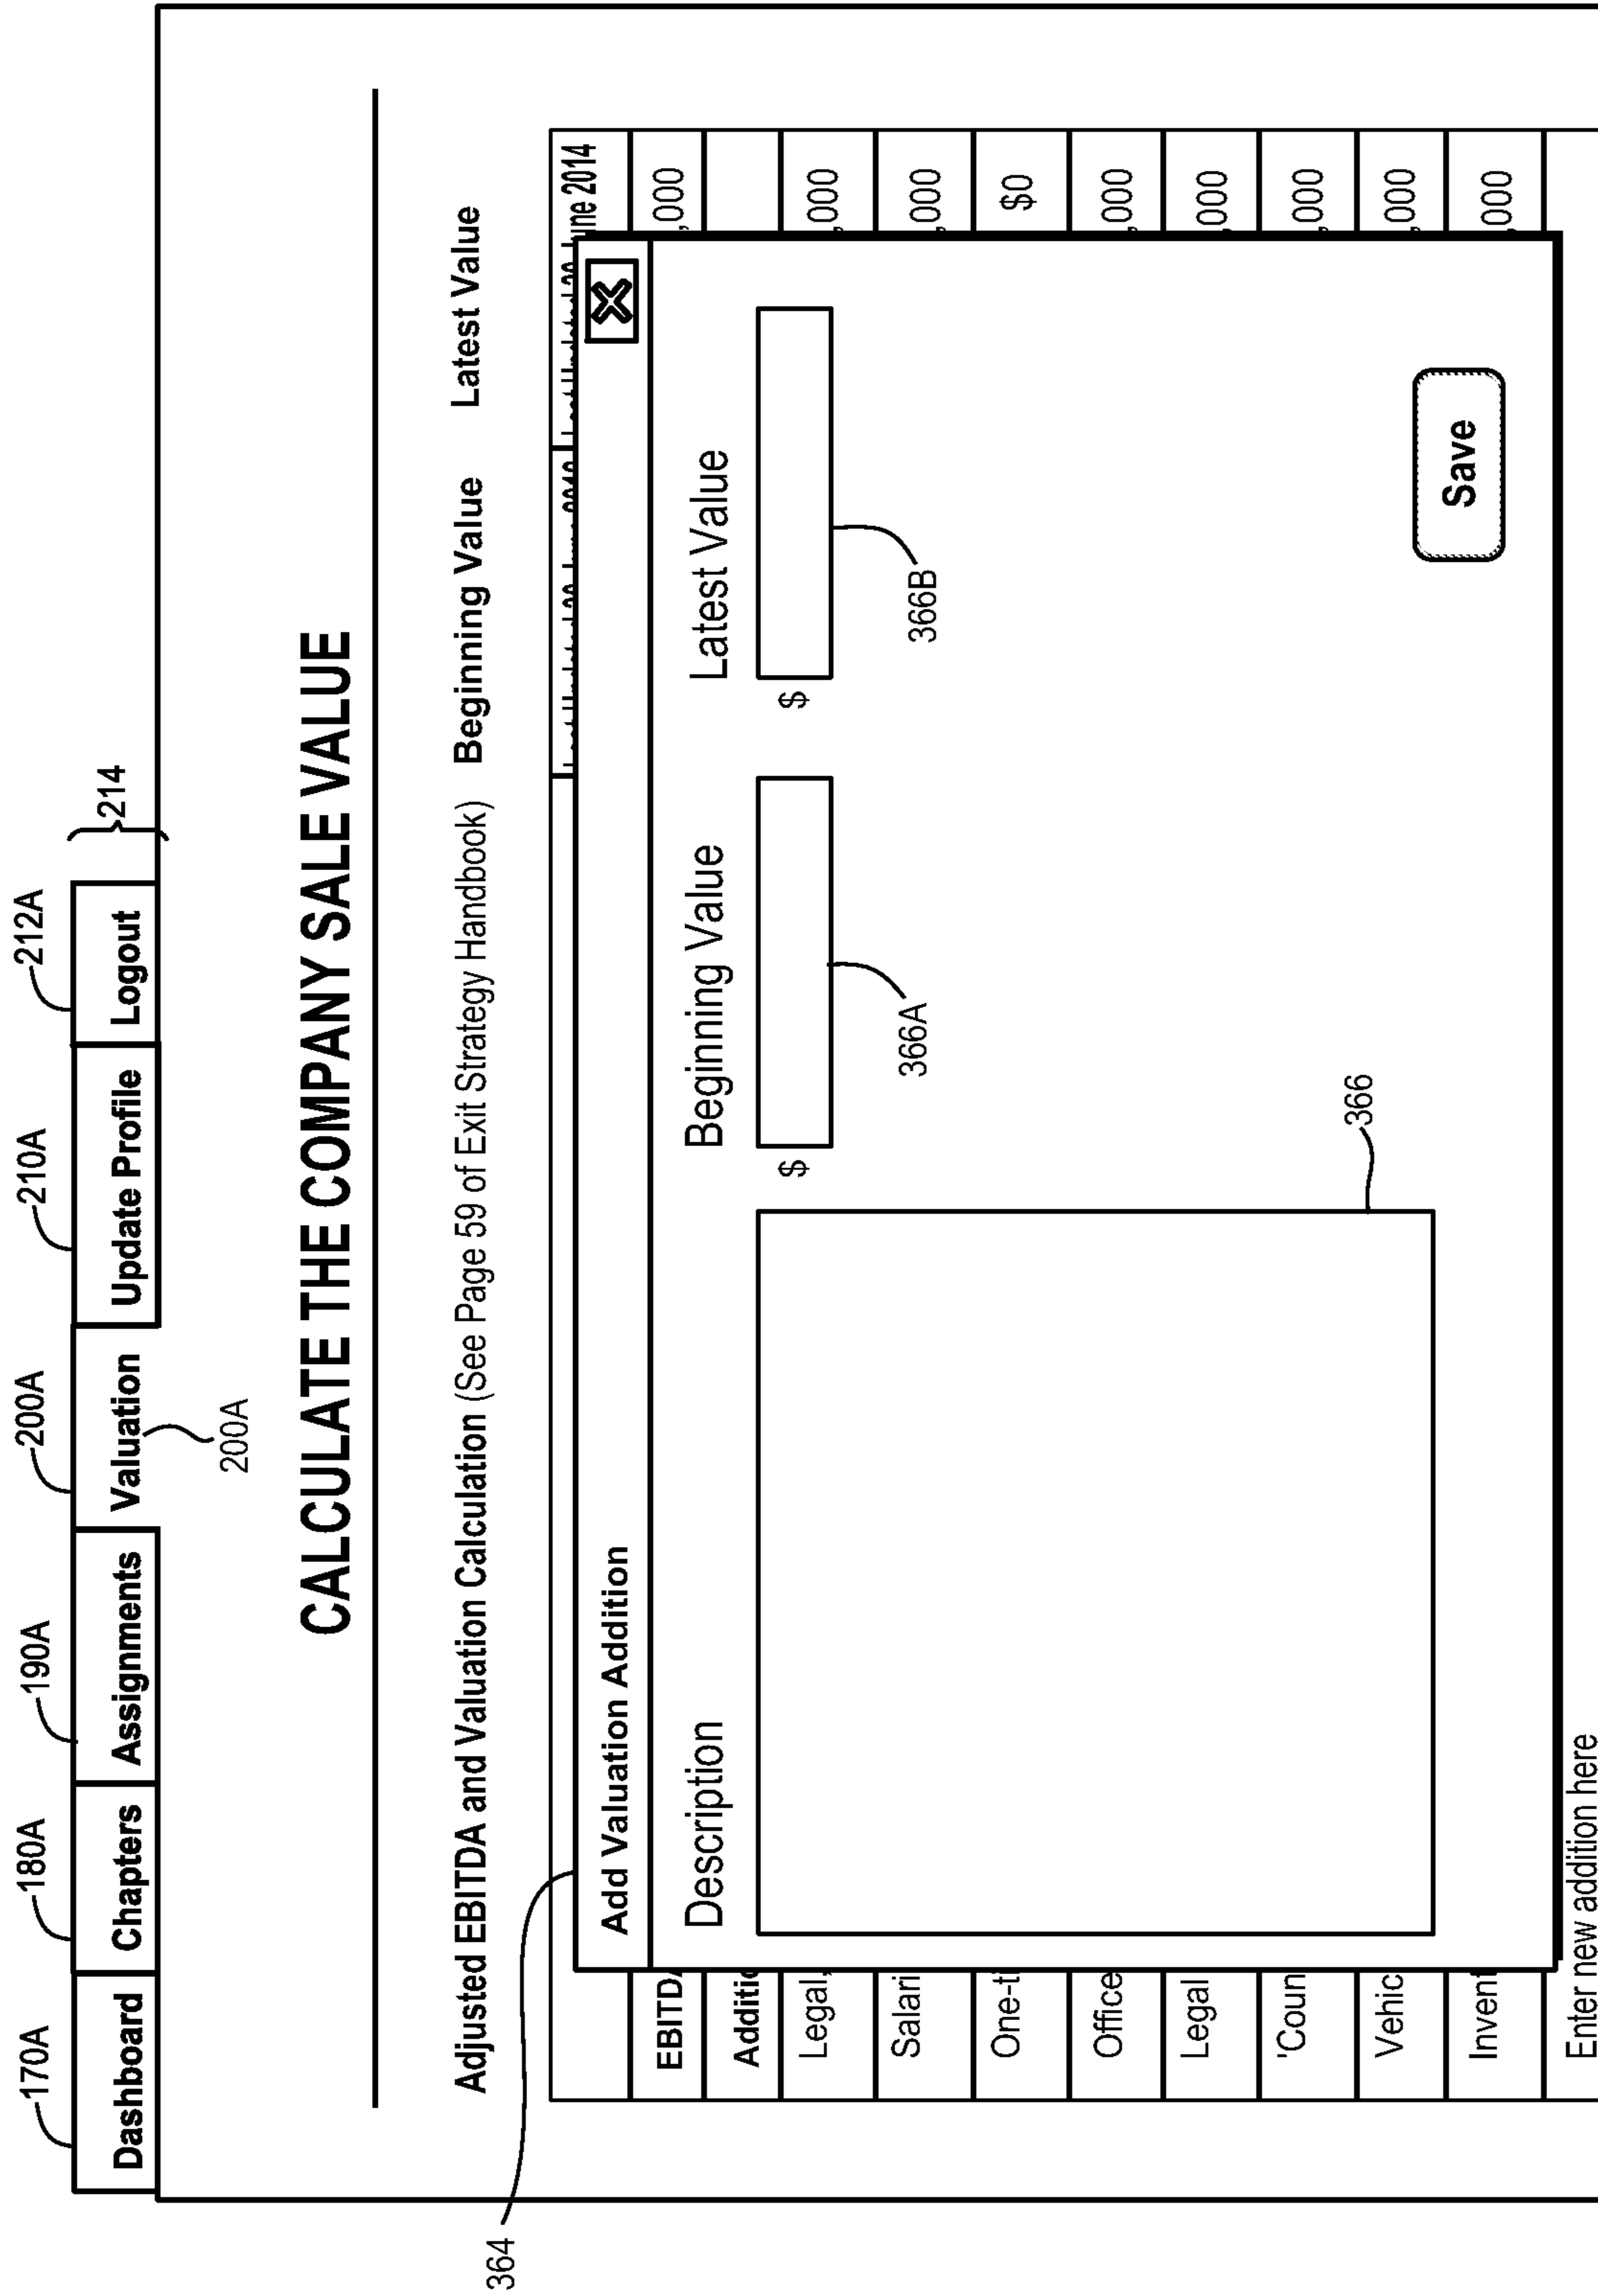 170A 180A 190A 200A 210A 212A
Dashboard Chapters Assignments Valuation Update Profile Logout 214
200A
CALCULATE THE COMPANY SALE VALUE
Adjusted EBITDA and Valuation Calculation (See Page 59 of Exit Strategy Handbook) Beginning Value Latest Value
364
2014
Add Valuation Addition
EBITD ,000
Description Beginning Value Latest Value
Additi
$ $
Legal, ,000
Salari ,000
366A 366B
One-t $0
Office ,000
Legal ,000
'Coun ,000
366
Vehic ,000
Save
Invent ,000
Enter new addition here